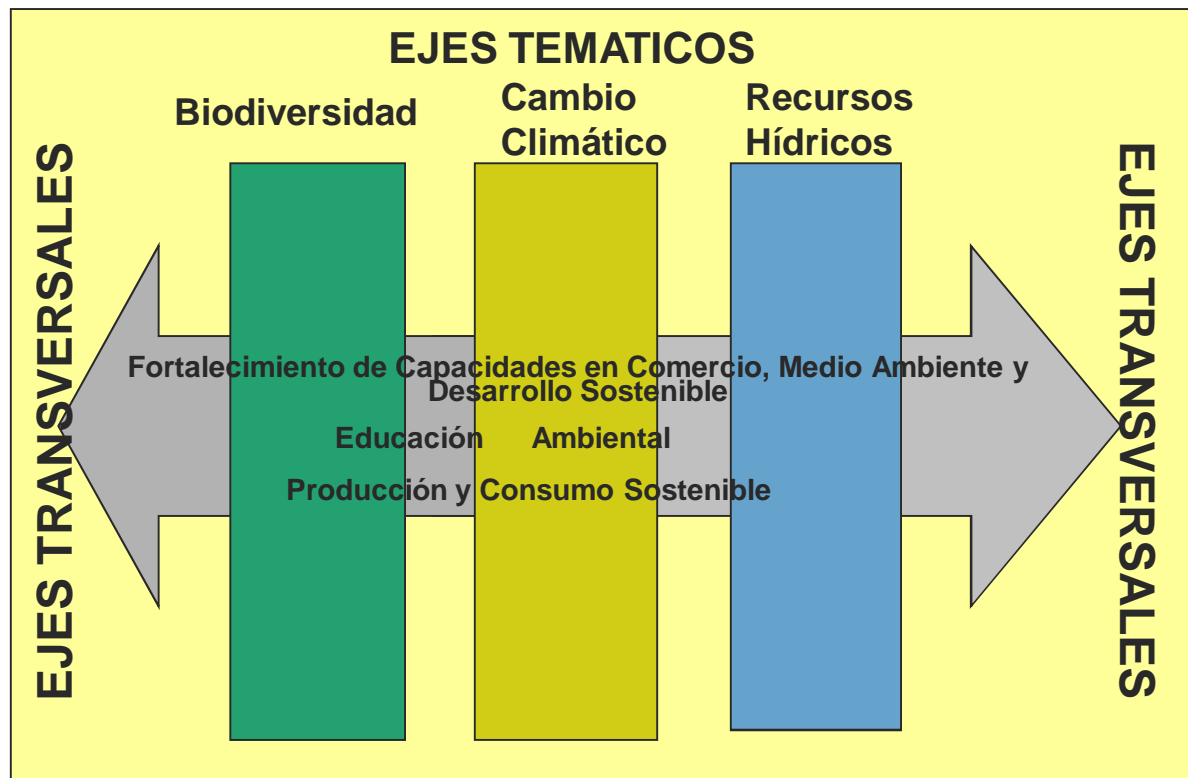 EJES TEMATICOS
Biodiversidad
Cambio
Climático
Recursos
Hídricos
EJES TRANSVERSALES
Fortalecimiento de Capacidades en Comercio, Medio Ambiente y
Desarrollo Sostenible
Educación Ambiental
Producción y Consumo Sostenible
EJES TRANSVERSALES